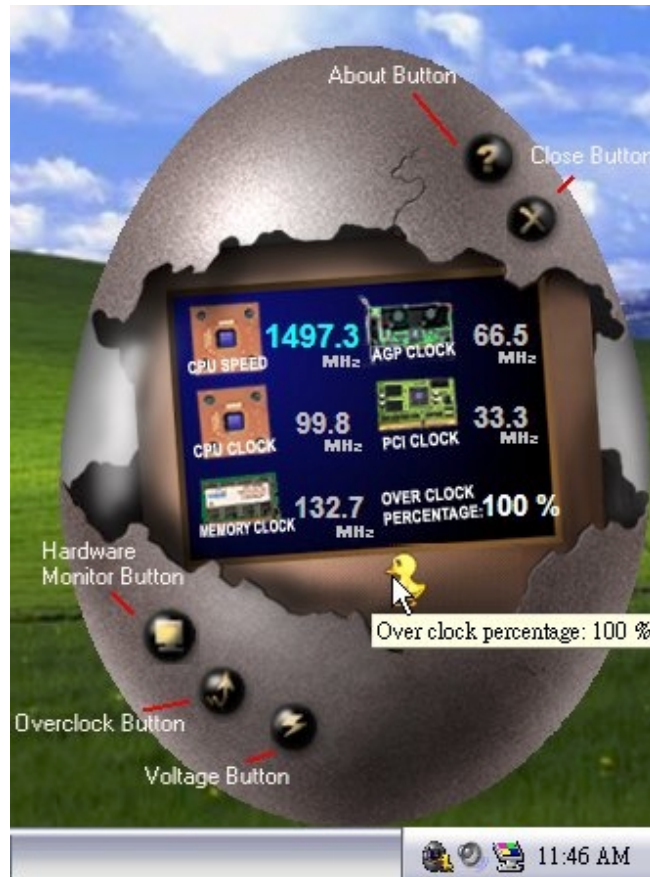 About Button
Close Button
CPU SPEED 1497.3 MHz
AGP CLOCK 66.5 MHz
CPU CLOCK 99.8 MHz
PCI CLOCK 33.3 MHz
MEMORY CLOCK 132.7 MHz
OVER CLOCK
PERCENTAGE: 100 %
Hardware
Monitor Button
Over clock percentage: 100 %
Overclock Button
Voltage Button
11:46 AM